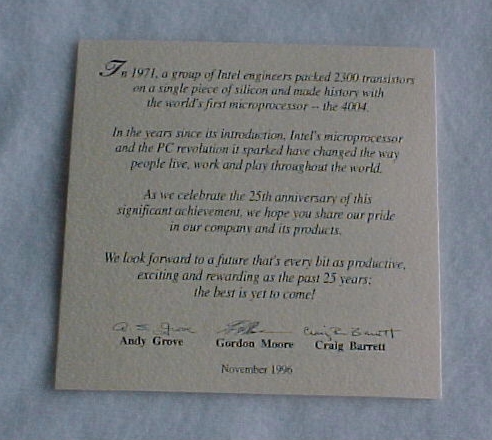 In 1971, a group of Intel engineers packed 2300 transistors
on a single piece of silicon and made history with
the world's first microprocessor -- the 4004.
In the years since its introduction, Intel's microprocessor
and the PC revolution it sparked have changed the way
people live, work and play throughout the world.
As we celebrate the 25th anniversary of this
significant achievement, we hope you share our pride
in our company and its products.
We look forward to a future that's every bit as productive,
exciting and rewarding as the past 25 years;
the best is yet to come!
A. S. Grove Craig R. Barrett
Andy Grove Gordon Moore Craig Barrett
November 1996